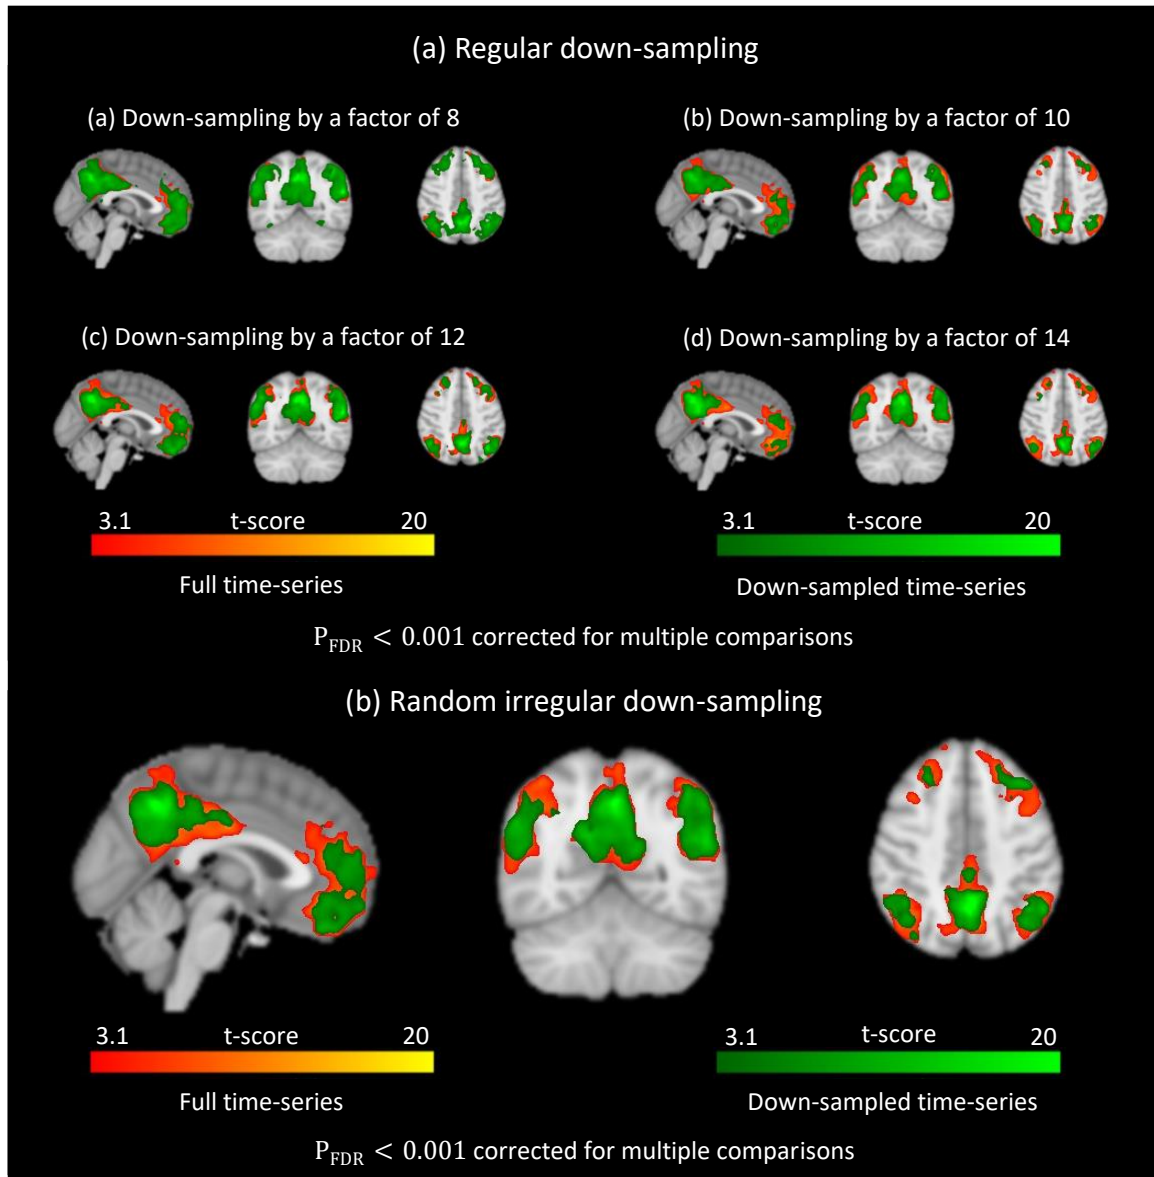 (a) Regular down-sampling
(a) Down-sampling by a factor of 8
(b) Down-sampling by a factor of 10
(c) Down-sampling by a factor of 12
(d) Down-sampling by a factor of 14
3.1 t-score 20
3.1 t-score 20
Full time-series
Down-sampled time-series
P_FDR < 0.001 corrected for multiple comparisons
(b) Random irregular down-sampling
3.1 t-score 20
3.1 t-score 20
Full time-series
Down-sampled time-series
P_FDR < 0.001 corrected for multiple comparisons